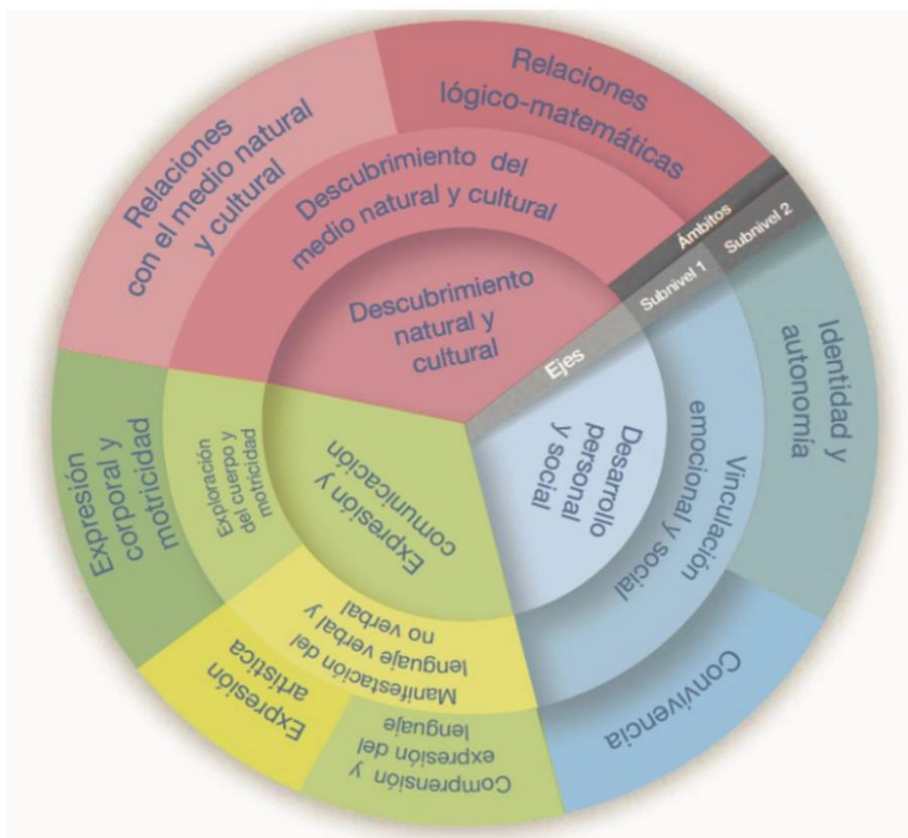 Relaciones
lógico-matemáticas
Relaciones
con el medio natural
y cultural
Descubrimiento del
medio natural y cultural
Descubrimiento
natural y
cultural
Ámbitos
Ejes
Subnivel 1
Subnivel 2
Identidad y
autonomía
Vinculación
emocional y social
Desarrollo
personal
y social
Convivencia
Expresión y
comunicación
Exploración
del cuerpo y
motricidad
Expresión
corporal y
motricidad
Manifestación del
lenguaje verbal y
no verbal
Expresión
artística
Comprensión y
expresión del
lenguaje